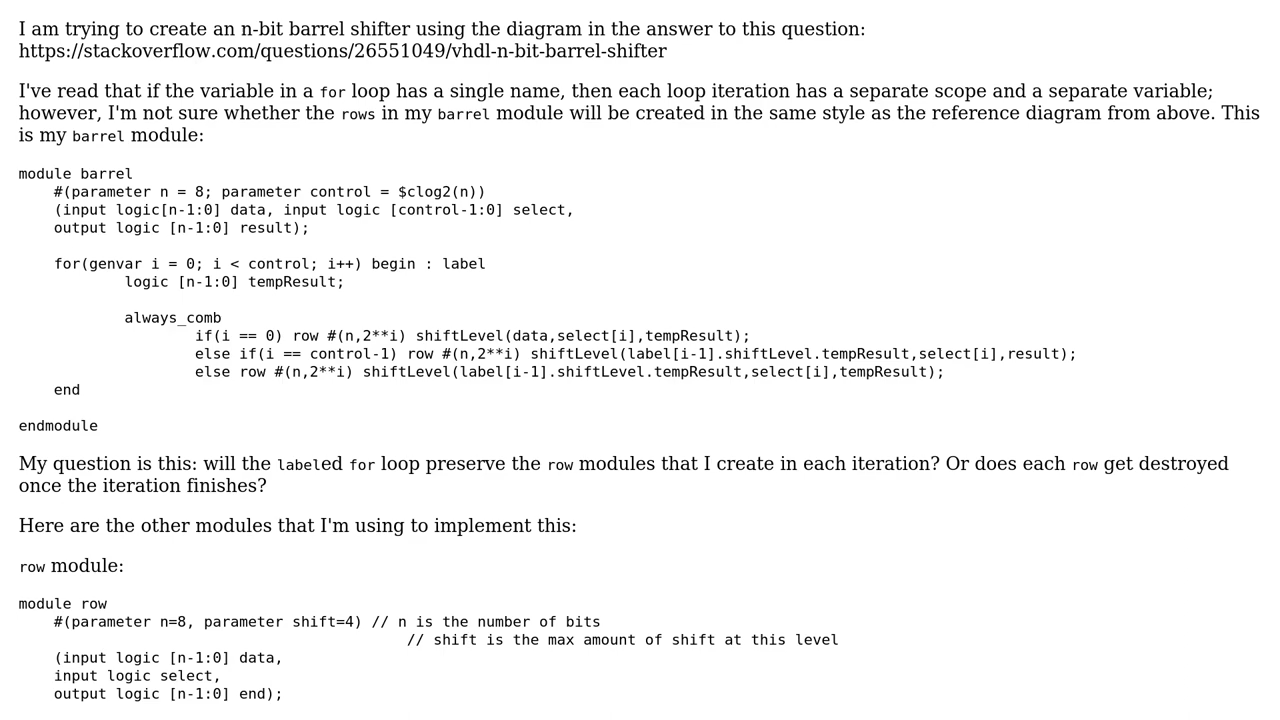 I am trying to create an n-bit barrel shifter using the diagram in the answer to this question:
https://stackoverflow.com/questions/26551049/vhdl-n-bit-barrel-shifter
I've read that if the variable in a for loop has a single name, then each loop iteration has a separate scope and a separate variable;
however, I'm not sure whether the rows in my barrel module will be created in the same style as the reference diagram from above. This
is my barrel module:
module barrel
    #(parameter n = 8; parameter control = $clog2(n))
    (input logic[n-1:0] data, input logic [control-1:0] select,
    output logic [n-1:0] result);
    for(genvar i = 0; i < control; i++) begin : label
            logic [n-1:0] tempResult;
            always_comb
                    if(i == 0) row #(n,2**i) shiftLevel(data,select[i],tempResult);
                    else if(i == control-1) row #(n,2**i) shiftLevel(label[i-1].shiftLevel.tempResult,select[i],result);
                    else row #(n,2**i) shiftLevel(label[i-1].shiftLevel.tempResult,select[i],tempResult);
    end
endmodule
My question is this: will the labeled for loop preserve the row modules that I create in each iteration? Or does each row get destroyed
once the iteration finishes?
Here are the other modules that I'm using to implement this:
row module:
module row
    #(parameter n=8, parameter shift=4) // n is the number of bits
                                            // shift is the max amount of shift at this level
    (input logic [n-1:0] data,
    input logic select,
    output logic [n-1:0] end);